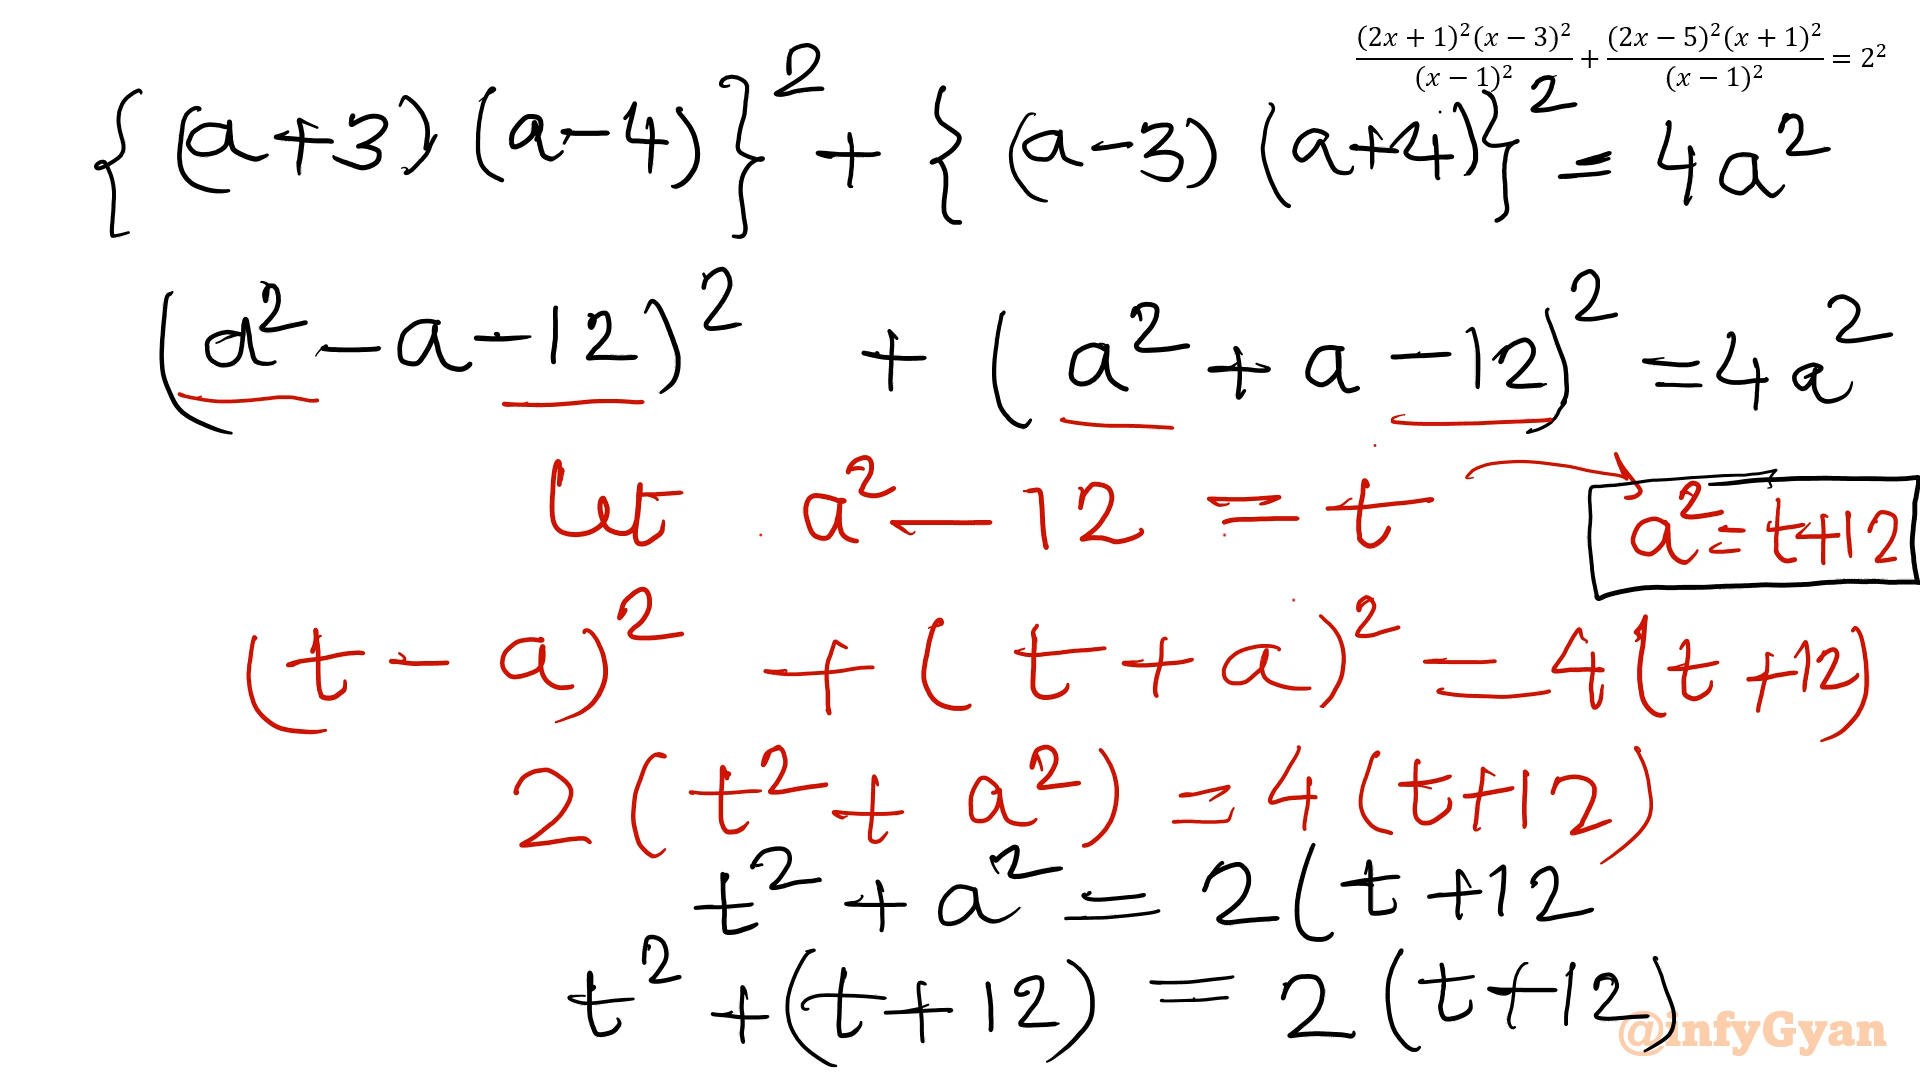 (2x + 1)²(x − 3)²/(x − 1)² + (2x − 5)²(x + 1)²/(x − 1)² = 2²
{(a+3)(a-4)}² + {(a-3)(a+4)}² = 4a²
(a² - a - 12)² + (a² + a - 12)² = 4a²
let a² - 12 = t
a² = t+12
(t - a)² + (t + a)² = 4(t+12)
2(t² + a²) = 4(t+12)
t² + a² = 2(t+12
t² + (t+12) = 2(t+12)
@infyGyan